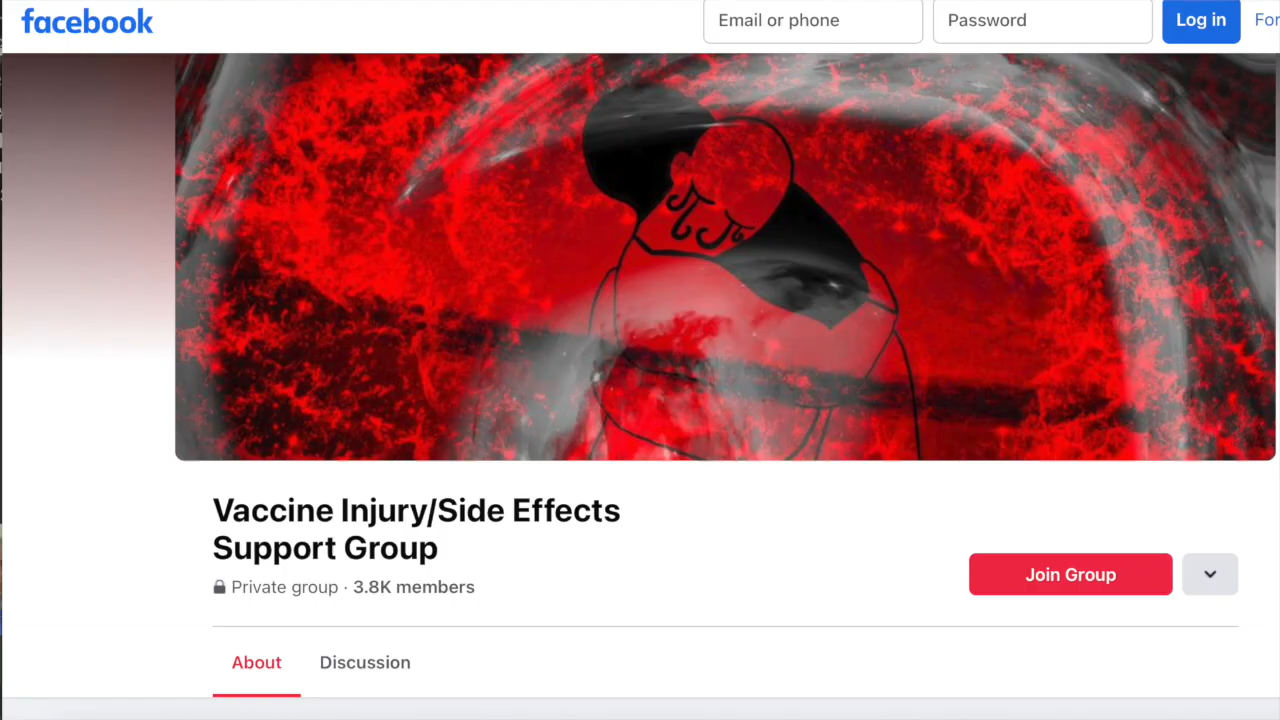 facebook
Email or phone
Password
Log in
For
Vaccine Injury/Side Effects
Support Group
Private group · 3.8K members
Join Group
About
Discussion